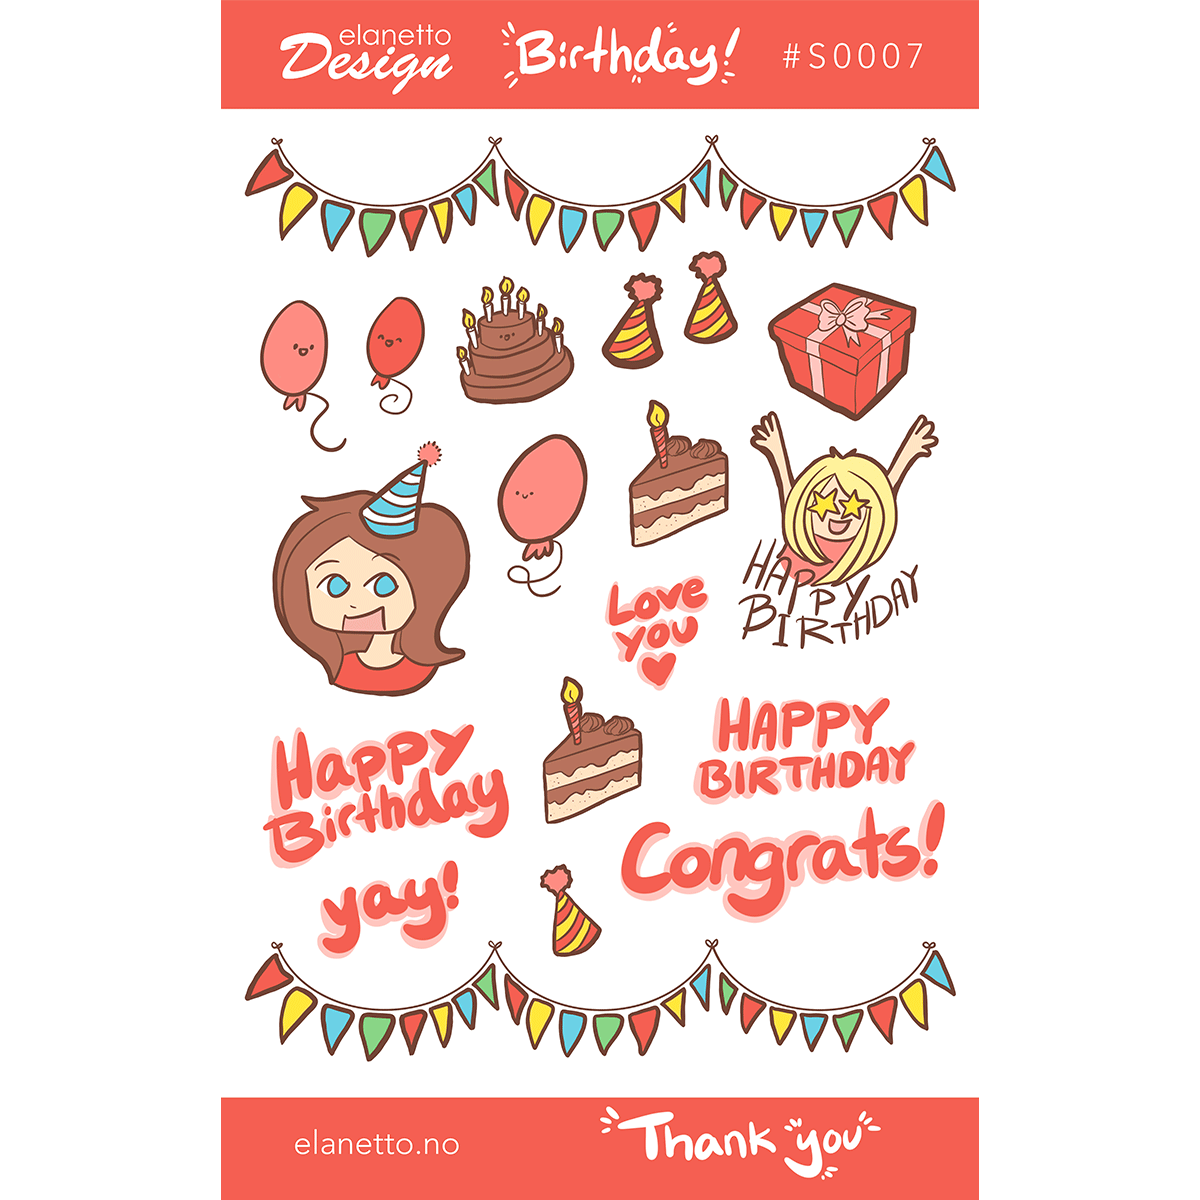 elanetto
Design
Birthday!
#S0007
HAPPY
BIRTHDAY
Love
you
Happy
Birthday
HAPPY
BIRTHDAY
Congrats!
yay!
elanetto.no
Thank you